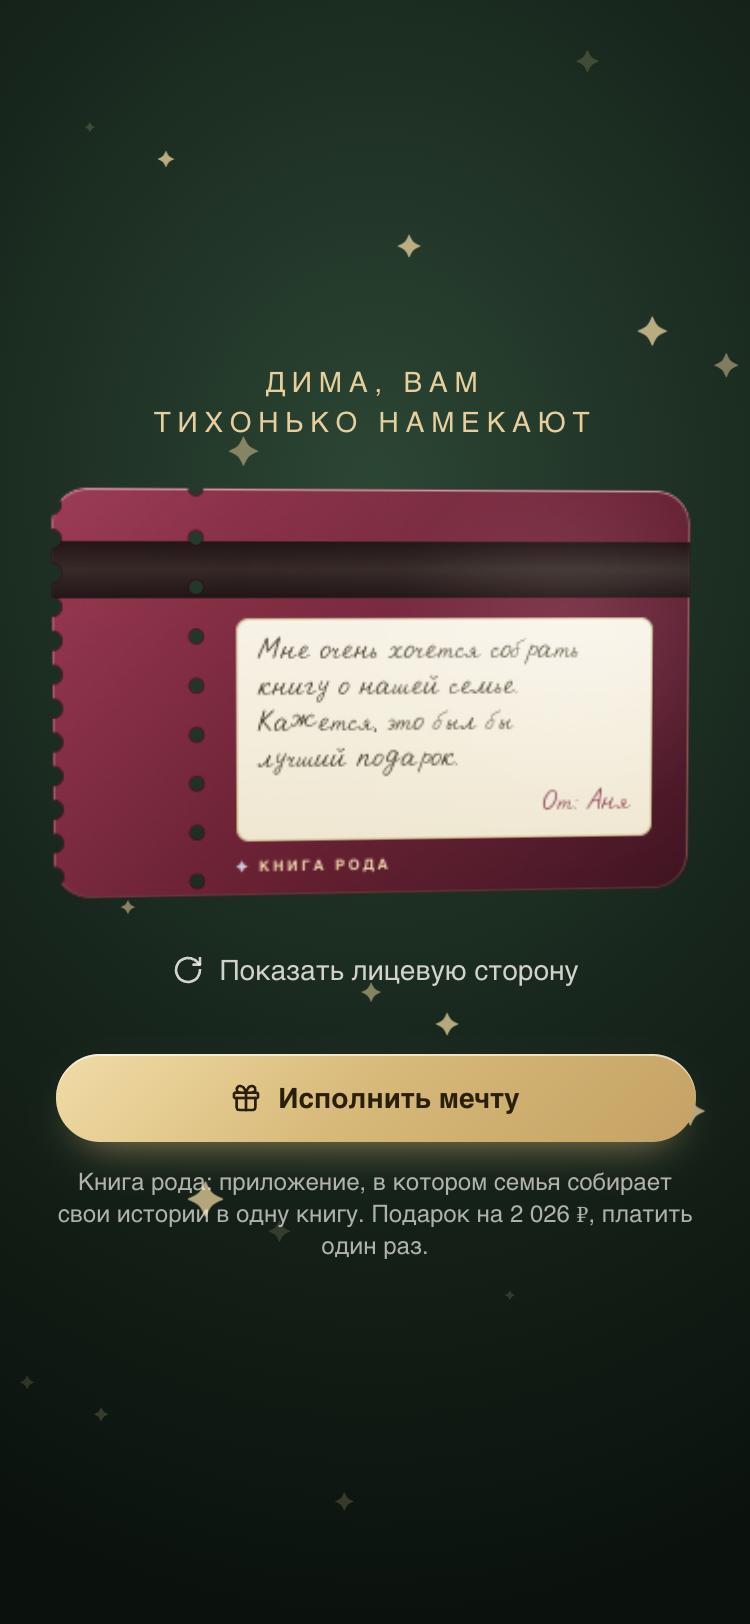 ДИМА, ВАМ
ТИХОНЬКО НАМЕКАЮТ
Мне очень хочется собрать
книгу о нашей семье.
Кажется, это был бы
лучший подарок.
От: Аня
КНИГА РОДА
Показать лицевую сторону
Исполнить мечту
Книга рода: приложение, в котором семья собирает
свои истории в одну книгу. Подарок на 2 026 ₽, платить
один раз.